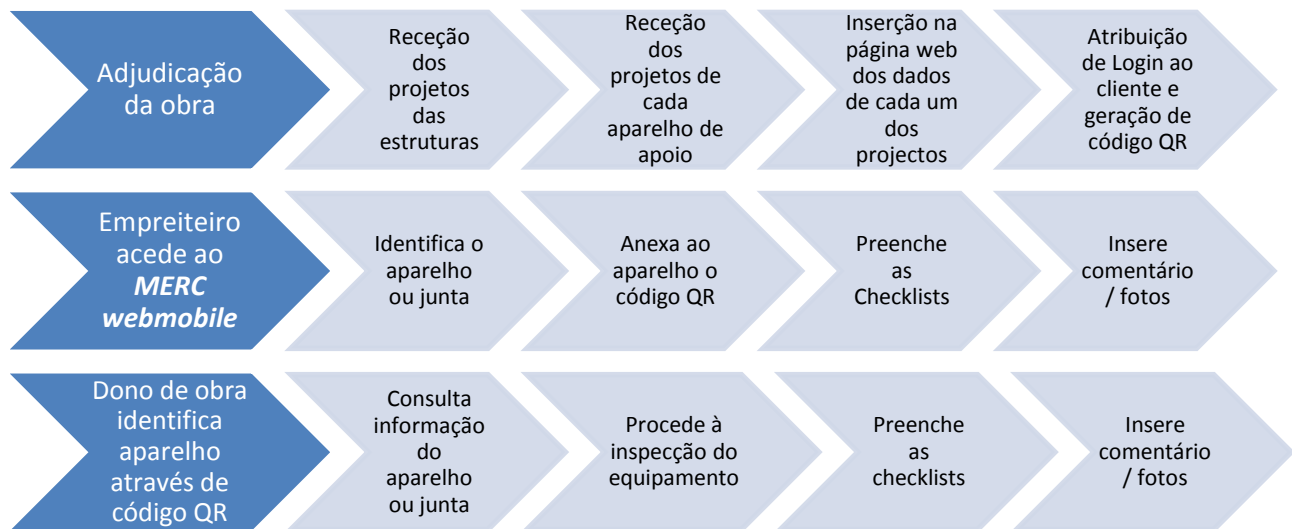 Adjudicação
da obra
Receção
dos
projetos
das
estruturas
Receção
dos
projetos de
cada
aparelho de
apoio
Inserção na
página web
dos dados
de cada um
dos
projectos
Atribuição
de Login ao
cliente e
geração de
código QR
Empreiteiro
acede ao
MERC
webmobile
Identifica o
aparelho
ou junta
Anexa ao
aparelho o
código QR
Preenche
as
Checklists
Insere
comentário
/ fotos
Dono de obra
identifica
aparelho
através de
código QR
Consulta
informação
do
aparelho
ou junta
Procede à
inspecção do
equipamento
Preenche
as
checklists
Insere
comentário
/ fotos